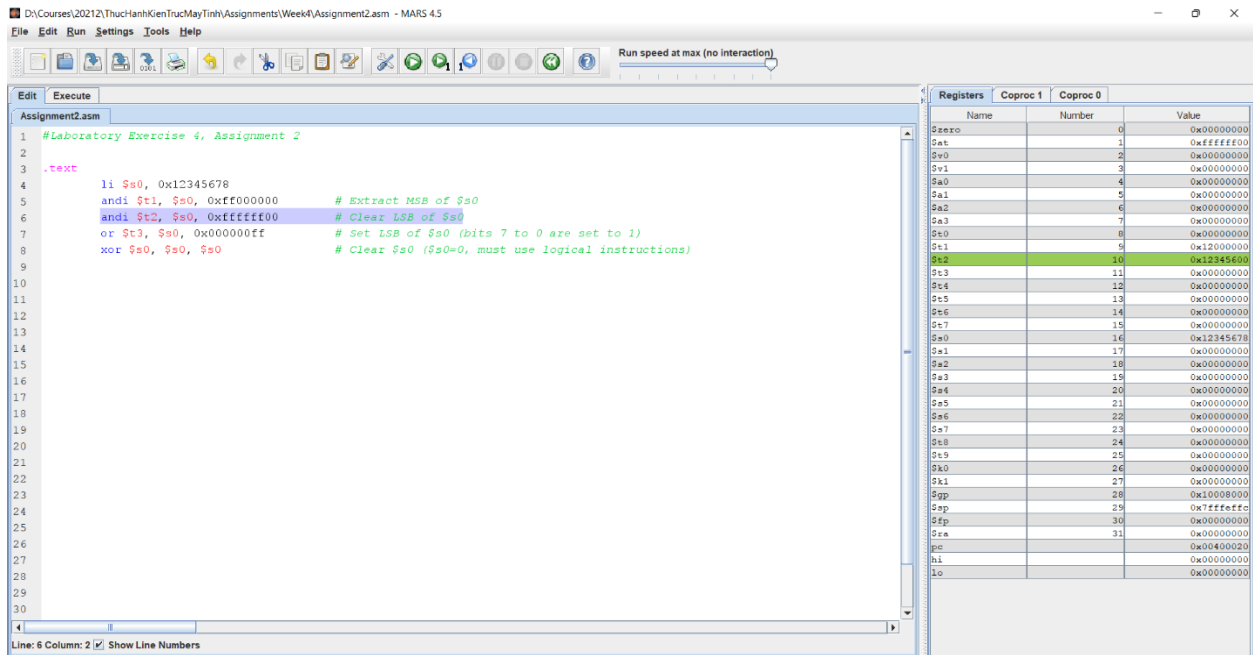 D:\Courses\20212\ThucHanhKienTrucMayTinh\Assignments\Week4\Assignment2.asm - MARS 4.5
File Edit Run Settings Tools Help
Run speed at max (no interaction)
Edit Execute
Assignment2.asm
1 #Laboratory Exercise 4, Assignment 2
2
3 .text
4 li $s0, 0x12345678
5 andi $t1, $s0, 0xff000000 # Extract MSB of $s0
6 andi $t2, $s0, 0xffffff00 # Clear LSB of $s0
7 or $t3, $s0, 0x000000ff # Set LSB of $s0 (bits 7 to 0 are set to 1)
8 xor $s0, $s0, $s0 # Clear $s0 ($s0=0, must use logical instructions)
9
10
11
12
13
14
15
16
17
18
19
20
21
22
23
24
25
26
27
28
29
30
Line: 6 Column: 2 Show Line Numbers
Registers Coproc 1 Coproc 0
Name Number Value
$zero 0 0x00000000
$at 1 0xffffff00
$v0 2 0x00000000
$v1 3 0x00000000
$a0 4 0x00000000
$a1 5 0x00000000
$a2 6 0x00000000
$a3 7 0x00000000
$t0 8 0x00000000
$t1 9 0x12000000
$t2 10 0x12345600
$t3 11 0x00000000
$t4 12 0x00000000
$t5 13 0x00000000
$t6 14 0x00000000
$t7 15 0x00000000
$s0 16 0x12345678
$s1 17 0x00000000
$s2 18 0x00000000
$s3 19 0x00000000
$s4 20 0x00000000
$s5 21 0x00000000
$s6 22 0x00000000
$s7 23 0x00000000
$t8 24 0x00000000
$t9 25 0x00000000
$k0 26 0x00000000
$k1 27 0x00000000
$gp 28 0x10008000
$sp 29 0x7fffeffc
$fp 30 0x00000000
$ra 31 0x00000000
pc 0x00400020
hi 0x00000000
lo 0x00000000